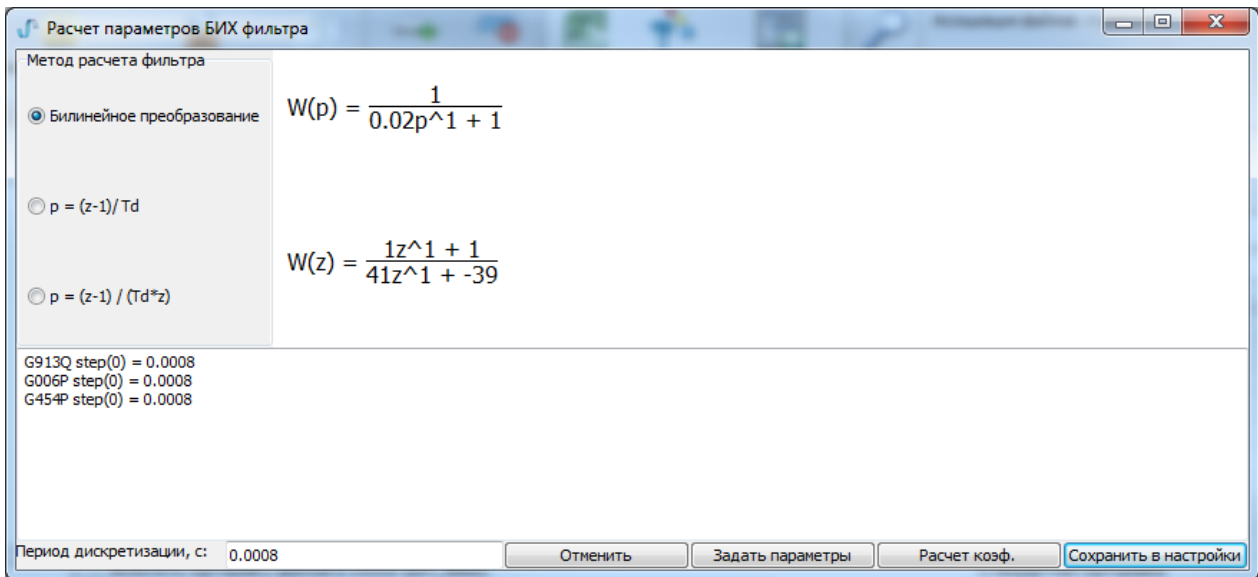 Расчет параметров БИХ фильтра
Метод расчета фильтра
Билинейное преобразование
W(p) = 1
0.02p^1 + 1
p = (z-1)/ Td
W(z) = 1z^1 + 1
41z^1 + -39
p = (z-1) / (Td*z)
G913Q step(0) = 0.0008
G006P step(0) = 0.0008
G454P step(0) = 0.0008
Период дискретизации, с: 0.0008 Отменить Задать параметры Расчет коэф. Сохранить в настройки